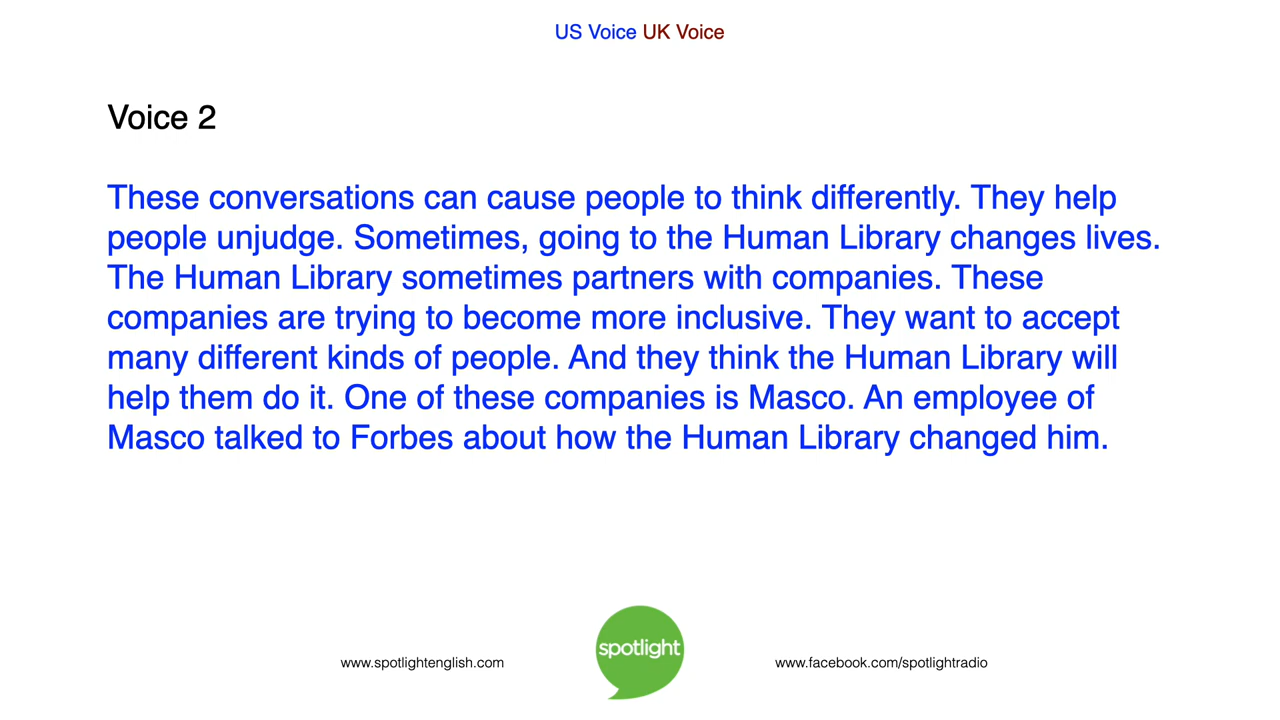 US Voice UK Voice
Voice 2
These conversations can cause people to think differently. They help
people unjudge. Sometimes, going to the Human Library changes lives.
The Human Library sometimes partners with companies. These
companies are trying to become more inclusive. They want to accept
many different kinds of people. And they think the Human Library will
help them do it. One of these companies is Masco. An employee of
Masco talked to Forbes about how the Human Library changed him.
www.spotlightenglish.com
spotlight
www.facebook.com/spotlightradio